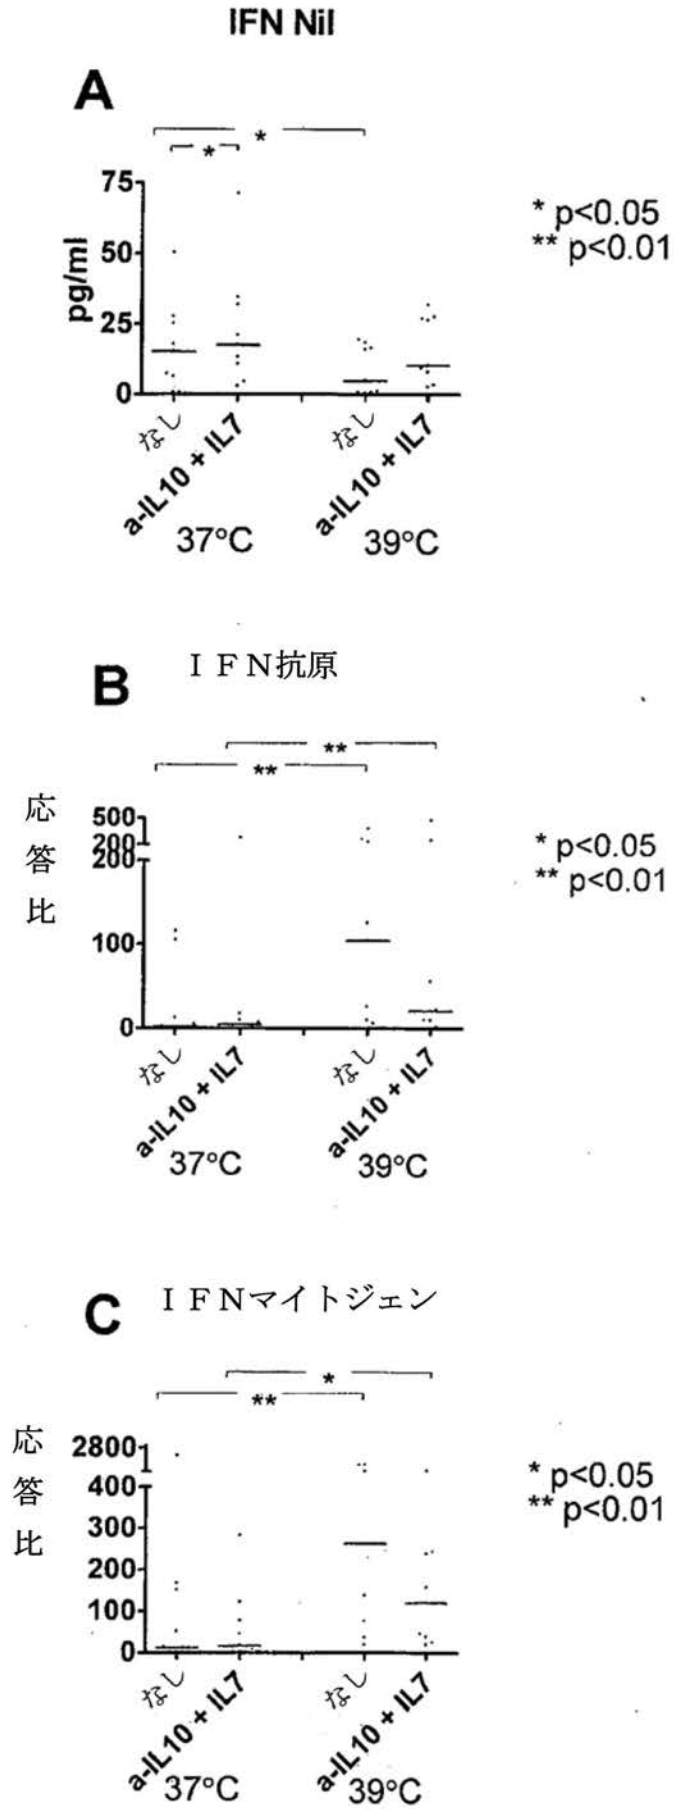 IFN Nil
A
*
*
75
50
25
0
pg/ml
* p<0.05
** p<0.01
なし
a-IL10 + IL7
なし
a-IL10 + IL7
37°C
39°C
B
ＩＦＮ抗原
**
**
応答比
500
200
200
100
0
* p<0.05
** p<0.01
なし
a-IL10 + IL7
なし
a-IL10 + IL7
37°C
39°C
C
ＩＦＮマイトジェン
*
**
応答比
2800
400
300
200
100
0
* p<0.05
** p<0.01
なし
a-IL10 + IL7
なし
a-IL10 + IL7
37°C
39°C